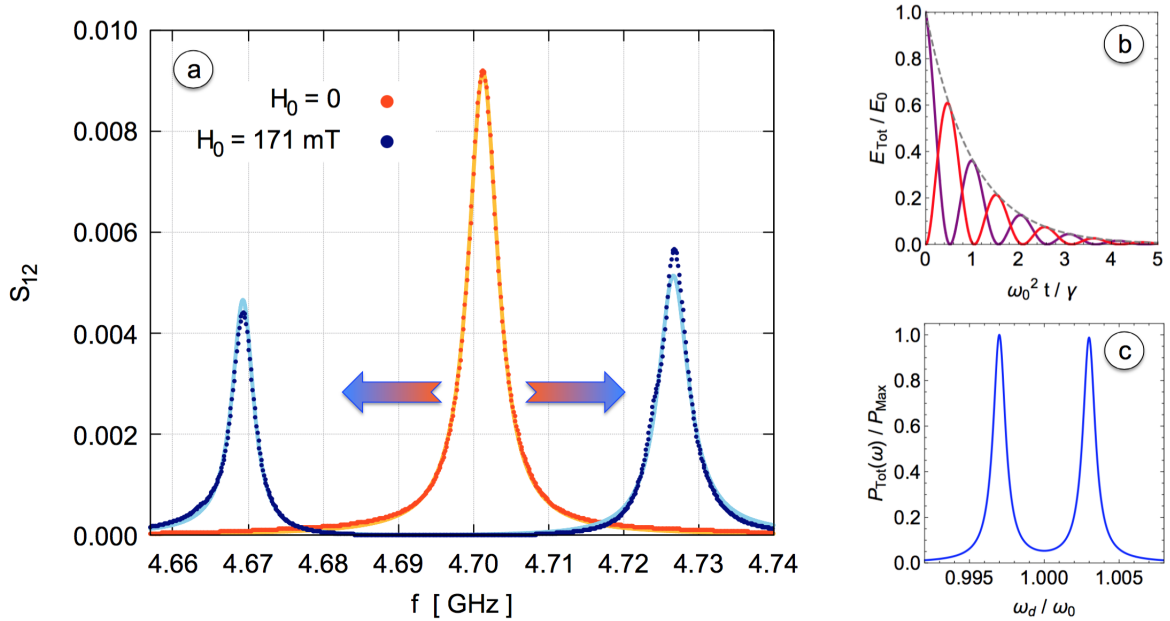 a
H₀ = 0
H₀ = 171 mT
0.010
0.008
0.006
0.004
0.002
0.000
S₁₂
4.66 4.67 4.68 4.69 4.70 4.71 4.72 4.73 4.74
f [ GHz ]
b
1.0
0.8
0.6
0.4
0.2
0.0
E_Tot / E₀
0 1 2 3 4 5
ω₀² t / γ
c
1.0
0.8
0.6
0.4
0.2
0.0
P_Tot(ω) / P_Max
0.995 1.000 1.005
ω_d / ω₀